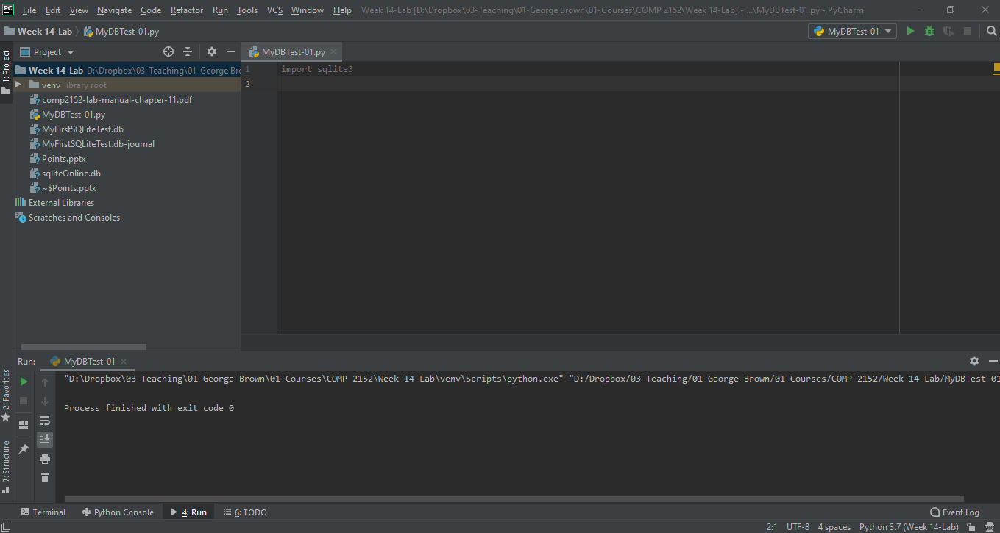 PC File Edit View Navigate Code Refactor Run Tools VCS Window Help Week 14-Lab [D:\Dropbox\03-Teaching\01-George Brown\01-Courses\COMP 2152\Week 14-Lab] - ...\MyDBTest-01.py - PyCharm
Week 14-Lab MyDBTest-01.py MyDBTest-01
1: Project
Project
MyDBTest-01.py
Week 14-Lab D:\Dropbox\03-Teaching\01-George Br
venv library root
comp2152-lab-manual-chapter-11.pdf
MyDBTest-01.py
MyFirstSQLiteTest.db
MyFirstSQLiteTest.db-journal
Points.pptx
sqliteOnline.db
~$Points.pptx
External Libraries
Scratches and Consoles
1 import sqlite3
2
Run: MyDBTest-01
2: Favorites
7: Structure
"D:\Dropbox\03-Teaching\01-George Brown\01-Courses\COMP 2152\Week 14-Lab\venv\Scripts\python.exe" "D:/Dropbox/03-Teaching/01-George Brown/01-Courses/COMP 2152/Week 14-Lab/MyDBTest-01
Process finished with exit code 0
Terminal Python Console 4: Run 6: TODO Event Log
2:1 UTF-8 4 spaces Python 3.7 (Week 14-Lab)